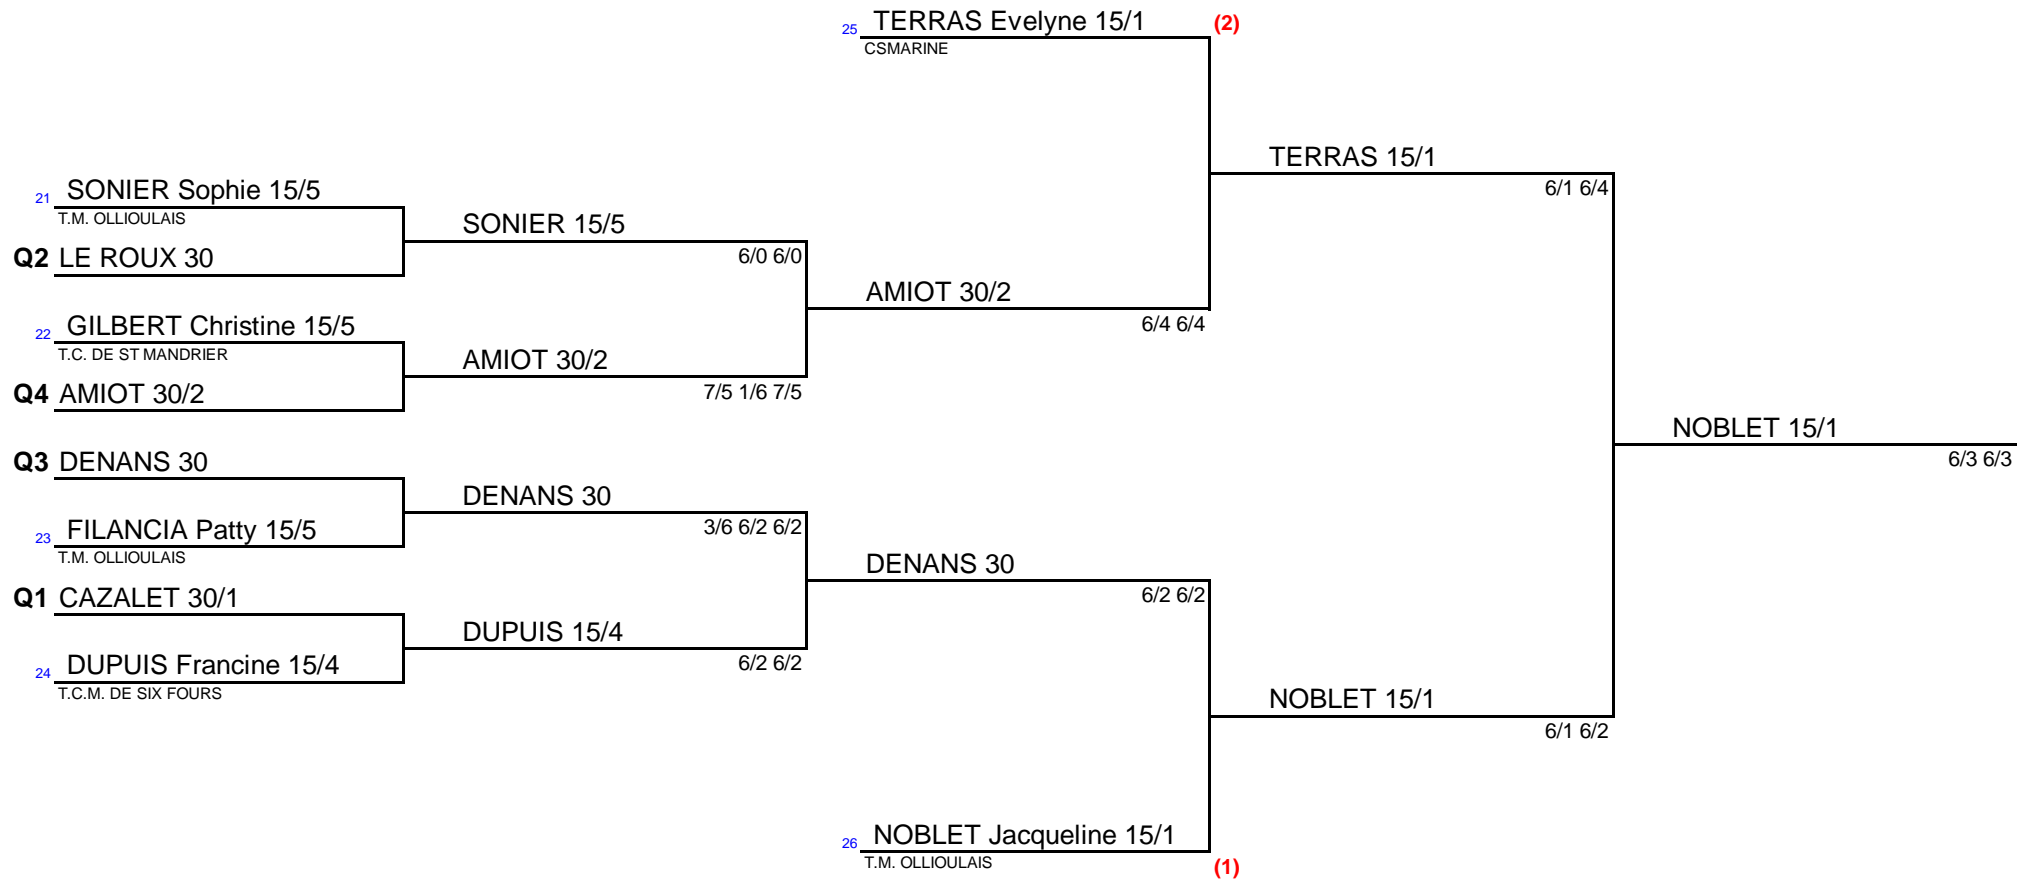 25 TERRAS Evelyne 15/1 (2)
CSMARINE
TERRAS 15/1
6/1 6/4
21 SONIER Sophie 15/5
T.M. OLLIOULAIS
SONIER 15/5
6/0 6/0
Q2 LE ROUX 30
AMIOT 30/2
6/4 6/4
22 GILBERT Christine 15/5
T.C. DE ST MANDRIER
AMIOT 30/2
7/5 1/6 7/5
Q4 AMIOT 30/2
NOBLET 15/1
6/3 6/3
Q3 DENANS 30
DENANS 30
3/6 6/2 6/2
23 FILANCIA Patty 15/5
T.M. OLLIOULAIS
DENANS 30
6/2 6/2
Q1 CAZALET 30/1
DUPUIS 15/4
6/2 6/2
24 DUPUIS Francine 15/4
T.C.M. DE SIX FOURS
NOBLET 15/1
6/1 6/2
26 NOBLET Jacqueline 15/1
T.M. OLLIOULAIS
(1)